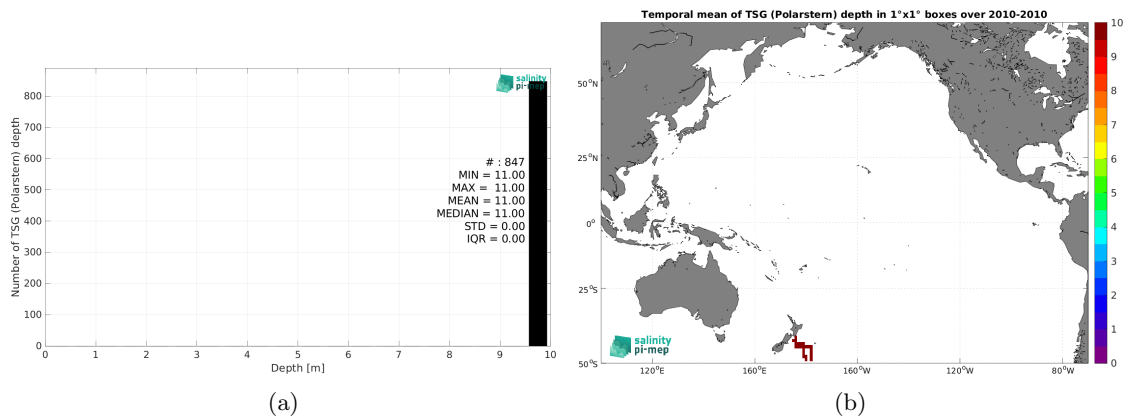 Number of TSG (Polarstern) depth
800
700
600
500
400
300
200
100
0
salinity
pi-mep
# : 847
MIN = 11.00
MAX = 11.00
MEAN = 11.00
MEDIAN = 11.00
STD = 0.00
IQR = 0.00
0 1 2 3 4 5 6 7 8 9 10
Depth [m]
(a)
Temporal mean of TSG (Polarstern) depth in 1°x1° boxes over 2010-2010
50°N
25°N
0°
25°S
50°S
120°E 160°E 160°W 120°W 80°W
salinity
pi-mep
10
9
8
7
6
5
4
3
2
1
0
(b)